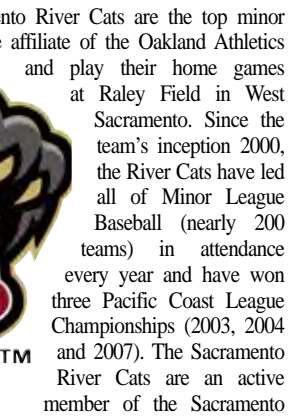 River Cats are the top minor
affiliate of the Oakland Athletics
and play their home games
at Raley Field in West
Sacramento. Since the
team's inception 2000,
the River Cats have led
all of Minor League
Baseball (nearly 200
teams) in attendance
every year and have won
three Pacific Coast League
Championships (2003, 2004
TM and 2007). The Sacramento
River Cats are an active
member of the Sacramento